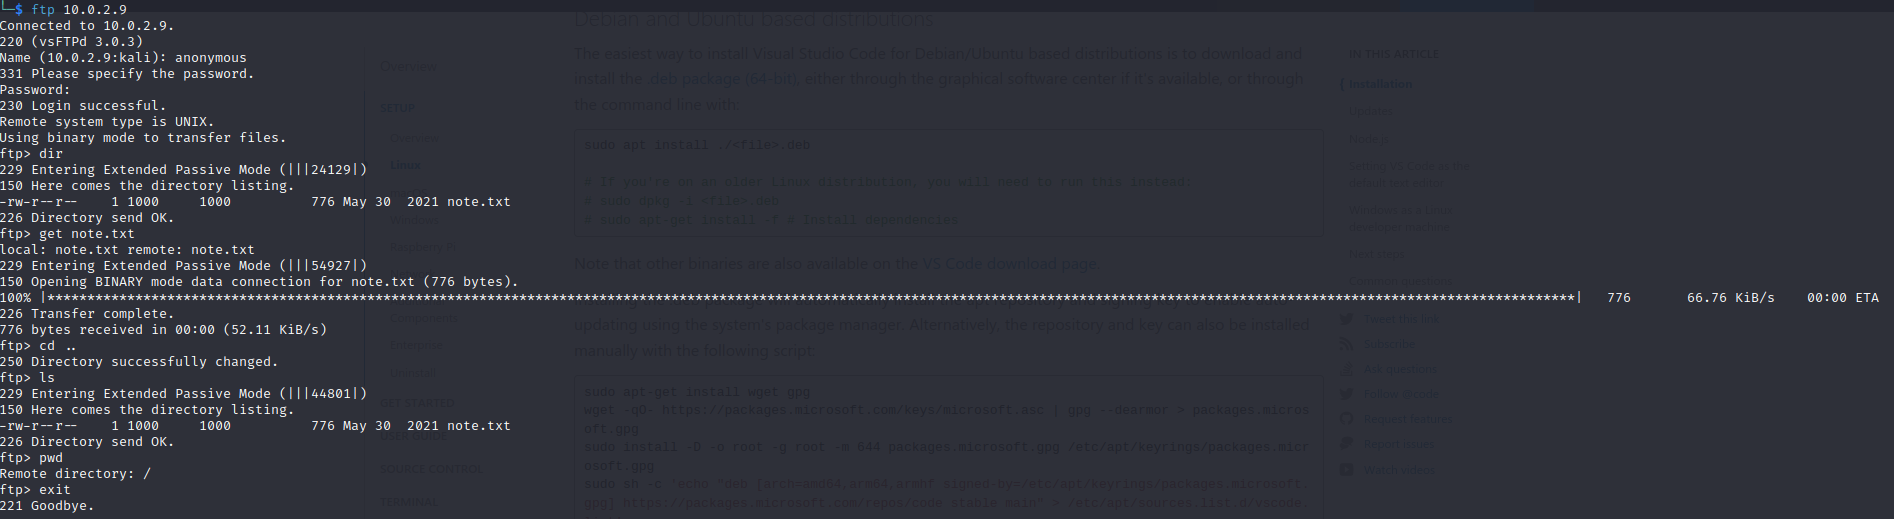 └─$ ftp 10.0.2.9
Connected to 10.0.2.9.
220 (vsFTPd 3.0.3)
Name (10.0.2.9:kali): anonymous
331 Please specify the password.
Password:
230 Login successful.
Remote system type is UNIX.
Using binary mode to transfer files.
ftp> dir
229 Entering Extended Passive Mode (|||24129|)
150 Here comes the directory listing.
-rw-r--r--    1 1000     1000          776 May 30  2021 note.txt
226 Directory send OK.
ftp> get note.txt
local: note.txt remote: note.txt
229 Entering Extended Passive Mode (|||54927|)
150 Opening BINARY mode data connection for note.txt (776 bytes).
100% |***********************************************************************************************************************************************************************************************|   776       66.76 KiB/s    00:00 ETA
226 Transfer complete.
776 bytes received in 00:00 (52.11 KiB/s)
ftp> cd ..
250 Directory successfully changed.
ftp> ls
229 Entering Extended Passive Mode (|||44801|)
150 Here comes the directory listing.
-rw-r--r--    1 1000     1000          776 May 30  2021 note.txt
226 Directory send OK.
ftp> pwd
Remote directory: /
ftp> exit
221 Goodbye.
Debian and Ubuntu based distributions
The easiest way to install Visual Studio Code for Debian/Ubuntu based distributions is to download and
install the .deb package (64-bit), either through the graphical software center if it's available, or through
the command line with:
sudo apt install ./<file>.deb
# If you're on an older Linux distribution, you will need to run this instead:
# sudo dpkg -i <file>.deb
# sudo apt-get install -f # Install dependencies
Note that other binaries are also available on the VS Code download page.
updating using the system's package manager. Alternatively, the repository and key can also be installed
manually with the following script:
sudo apt-get install wget gpg
wget -qO- https://packages.microsoft.com/keys/microsoft.asc | gpg --dearmor > packages.micros
oft.gpg
sudo install -D -o root -g root -m 644 packages.microsoft.gpg /etc/apt/keyrings/packages.micr
osoft.gpg
sudo sh -c 'echo "deb [arch=amd64,arm64,armhf signed-by=/etc/apt/keyrings/packages.microsoft.
gpg] https://packages.microsoft.com/repos/code stable main" > /etc/apt/sources.list.d/vscode.
Overview
SETUP
Overview
Linux
Windows
Raspberry Pi
Enterprise
Uninstall
GET STARTED
USER GUIDE
SOURCE CONTROL
TERMINAL
IN THIS ARTICLE
Installation
Updates
Node.js
Setting VS Code as the
default text editor
Windows as a Linux
developer machine
Next steps
Common questions
Tweet this link
Subscribe
Ask questions
Follow @code
Request features
Report issues
Watch videos